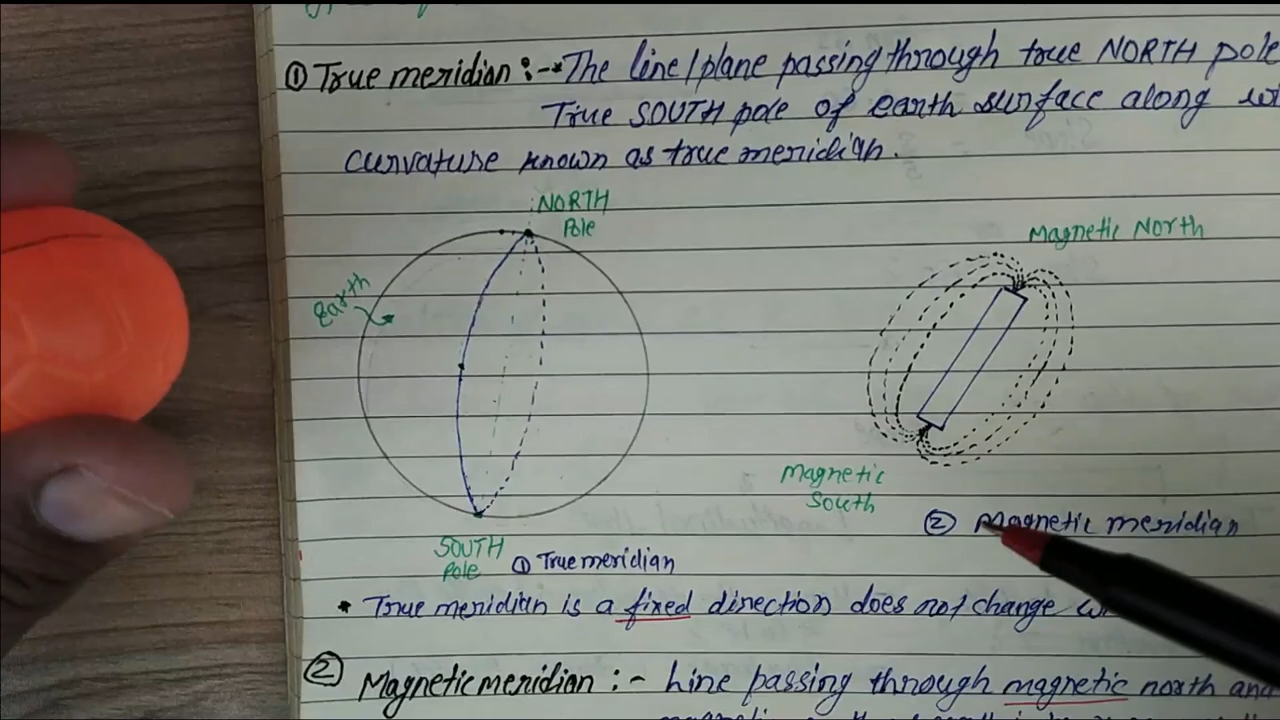 ① True meridian :- The line/plane passing through true NORTH pole
True SOUTH pole of earth surface along
curvature known as true meridian.
NORTH
Pole
Earth
Magnetic North
Magnetic
South
② Magnetic meridian
SOUTH
Pole
① True meridian
* True meridian is a fixed direction does not change
② Magnetic meridian :- Line passing through magnetic north and